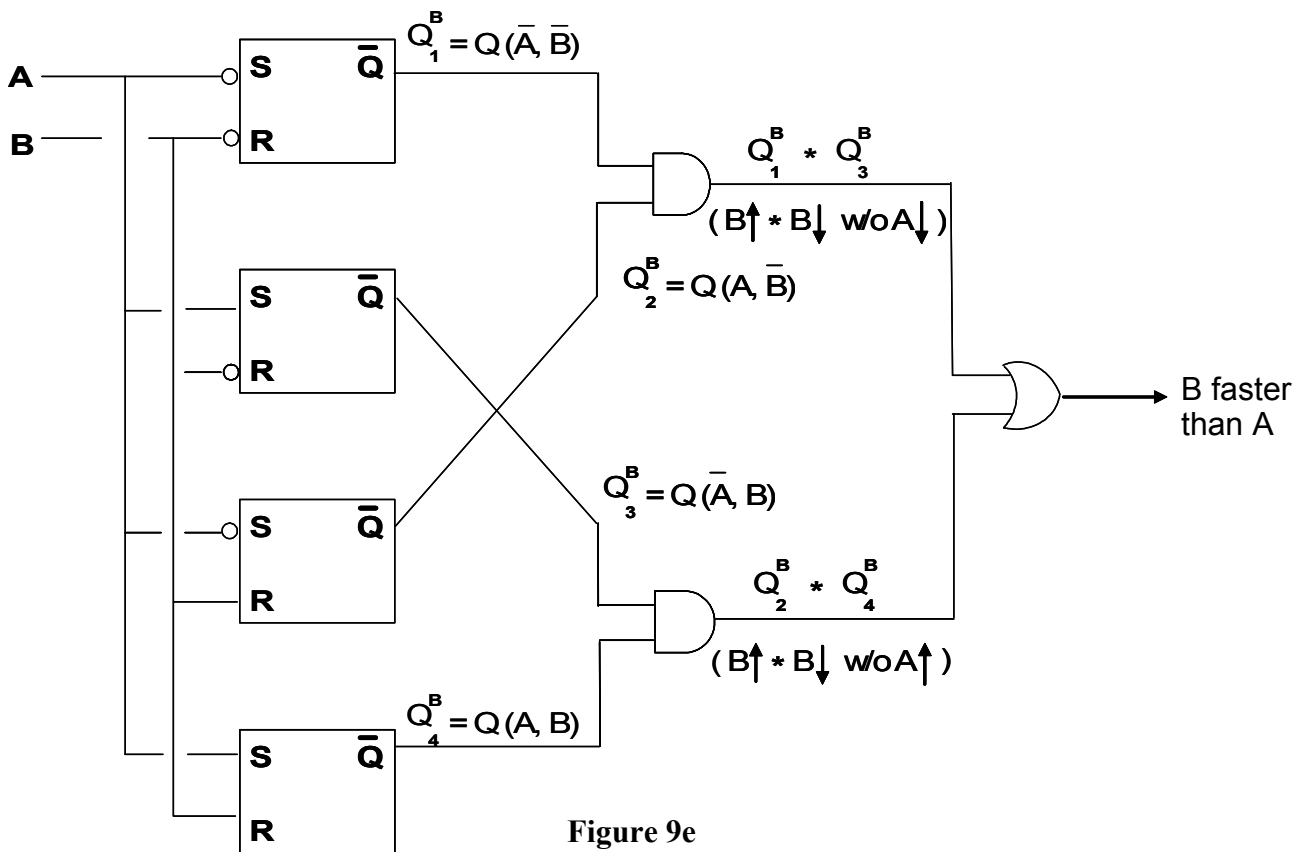 Q₁ᴮ = Q(A̅, B̅)
A
S Q̅
B
R
Q₁ᴮ * Q₃ᴮ
(B↑ * B↓ w/o A↓)
S Q̅
R
Q₂ᴮ = Q(A, B̅)
B faster
than A
S Q̅
R
Q₃ᴮ = Q(A̅, B)
Q₂ᴮ * Q₄ᴮ
(B↑ * B↓ w/o A↑)
Q₄ᴮ = Q(A, B)
S Q̅
R
Figure 9e